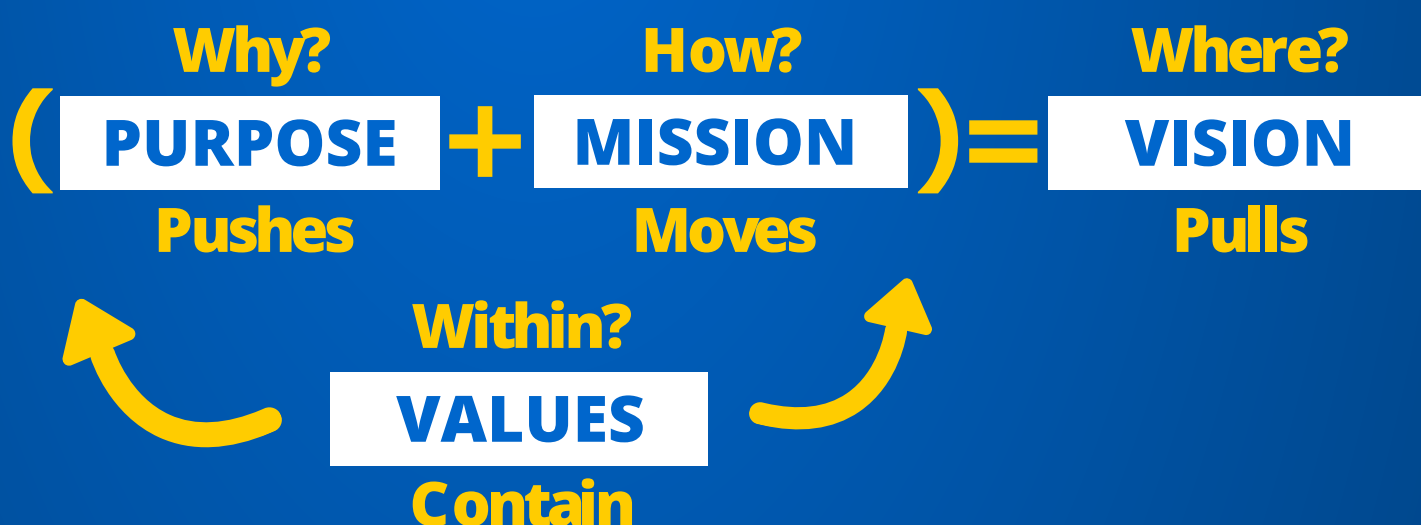 Why? How? Where?
( PURPOSE + MISSION ) = VISION
Pushes Moves Pulls
Within?
VALUES
Contain